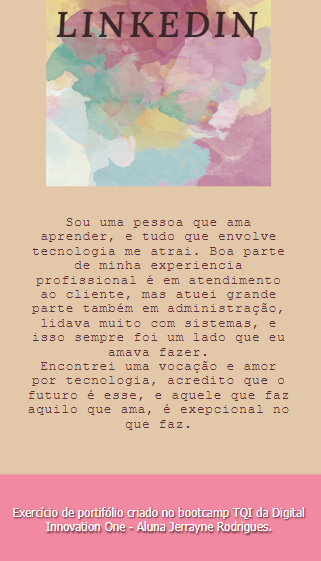 LINKEDIN
Sou uma pessoa que ama
aprender, e tudo que envolve
tecnologia me atrai. Boa parte
de minha experiencia
profissional é em atendimento
ao cliente, mas atuei grande
parte também em administração,
lidava muito com sistemas, e
isso sempre foi um lado que eu
amava fazer.
Encontrei uma vocação e amor
por tecnologia, acredito que o
futuro é esse, e aquele que faz
aquilo que ama, é exepcional no
que faz.
Exercício de portifólio criado no bootcamp TQI da Digital
Innovation One - Aluna Jerrayne Rodrigues.